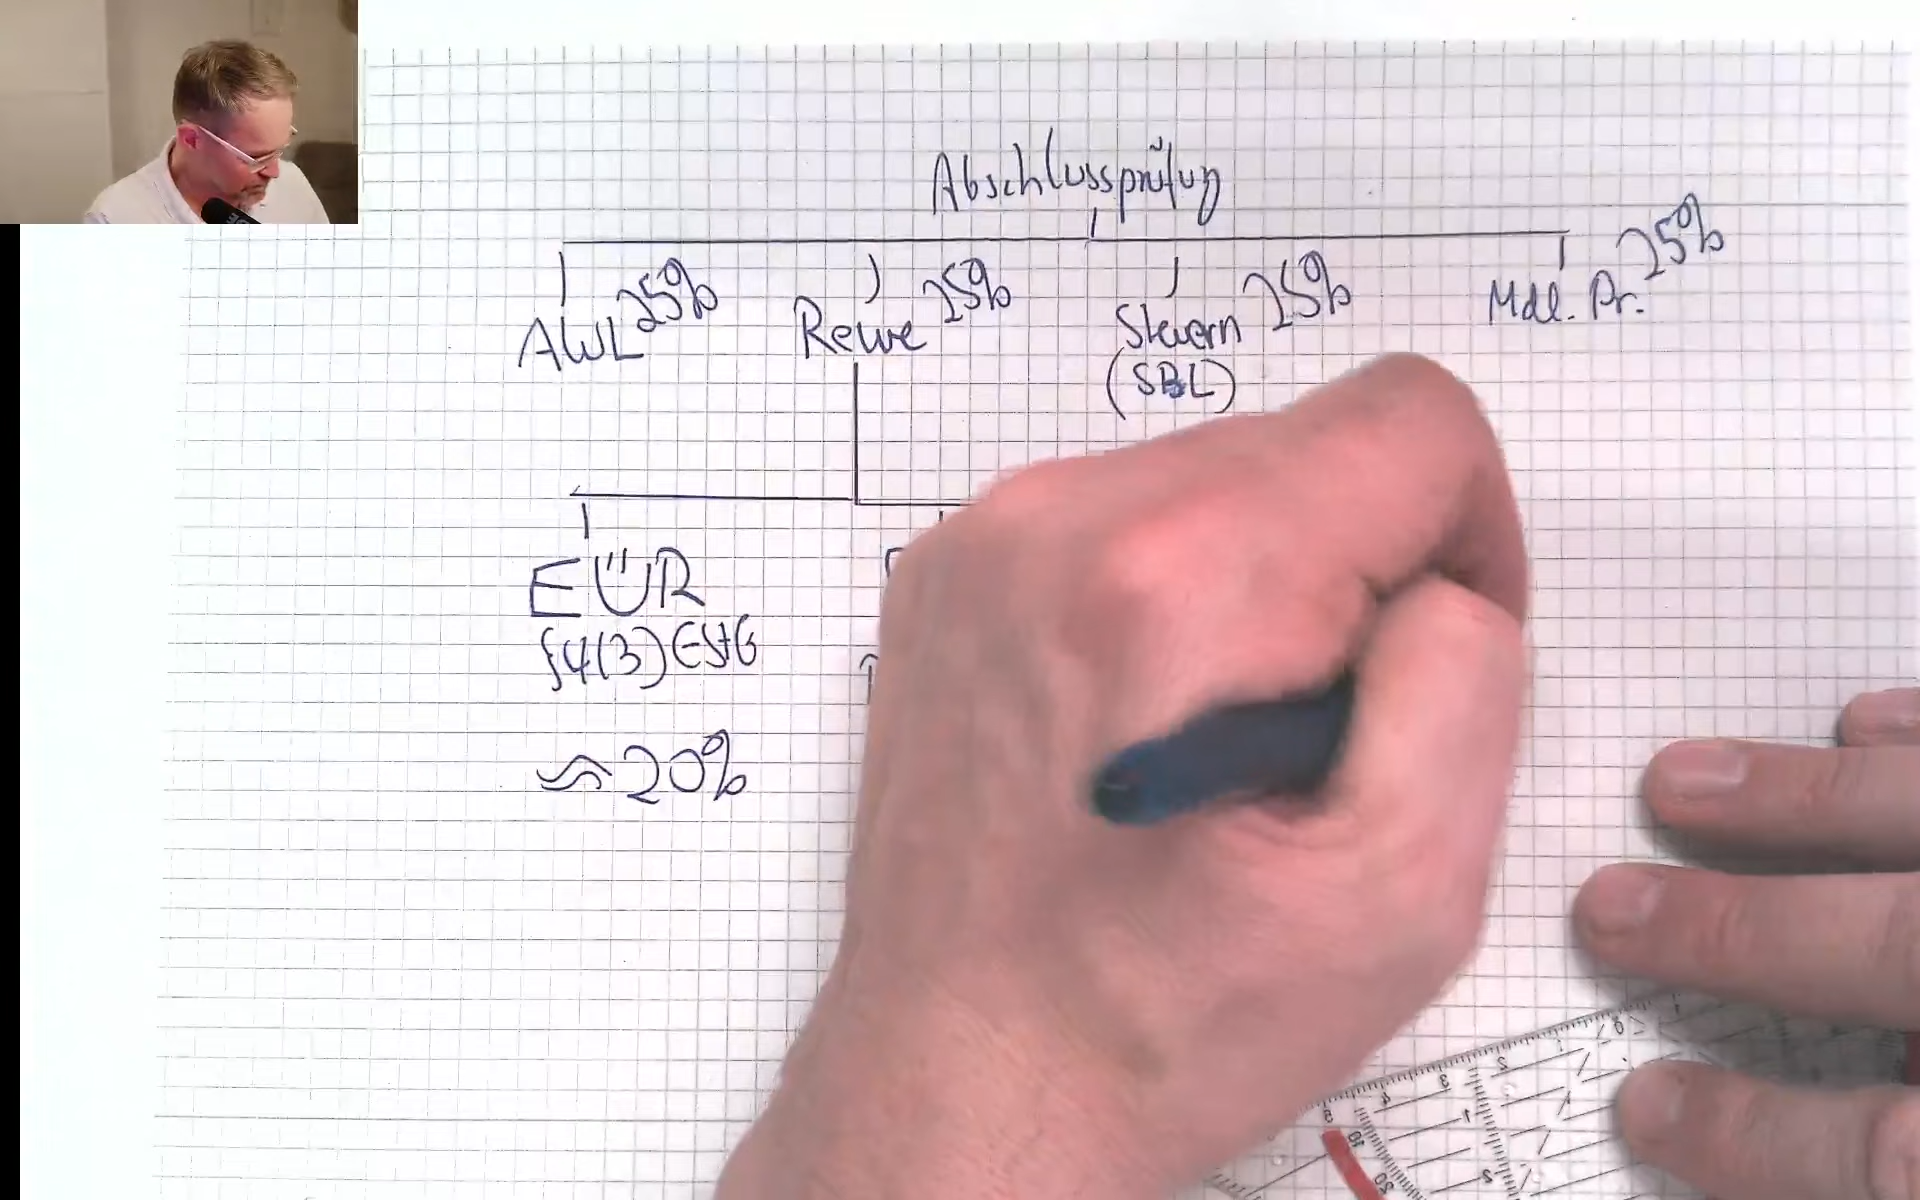 Abschlussprüfung
AWL 25% Rewe 25% Steuern 25% Mdl. Pr. 25%
(SBL)
EÜR
§4(3) EStG
≈ 20%